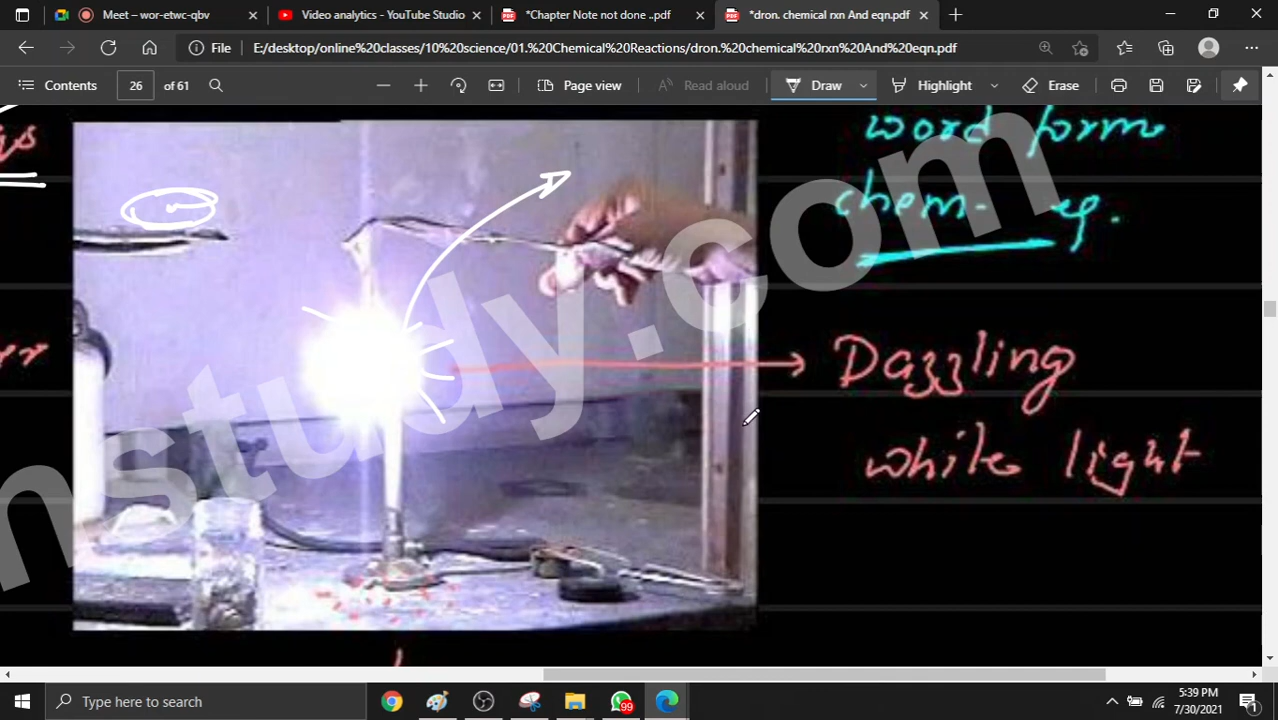 Meet – wor-etwc-qbv
Video analytics - YouTube Studio
*Chapter Note not done ..pdf
*dron. chemical rxn And eqn.pdf
File
E:/desktop/online%20classes/10%20science/01.%20Chemical%20Reactions/dron.%20chemical%20rxn%20And%20eqn.pdf
Contents
26
of 61
Page view
Read aloud
Draw
Highlight
Erase
word form
chem. eq.
Dazzling
white light
nstudy.com
Type here to search
99
5:39 PM
7/30/2021
1